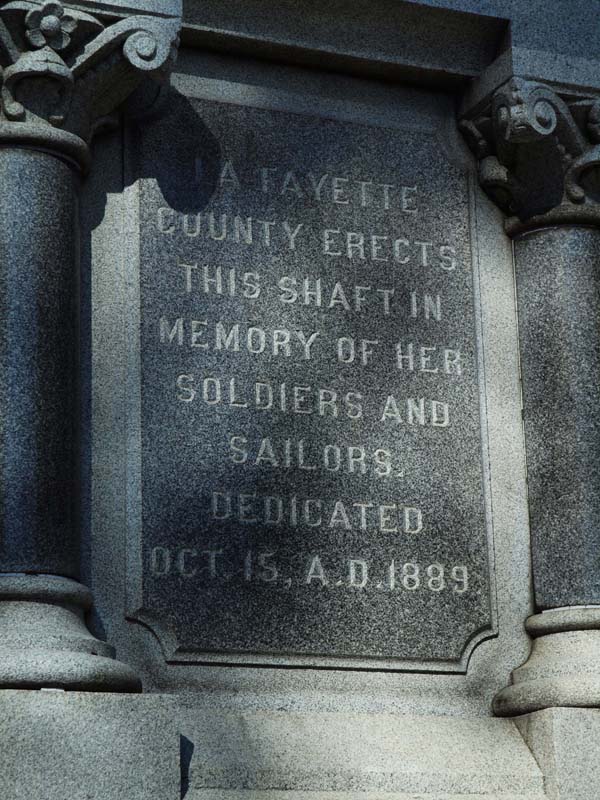 LA FAYETTE
COUNTY ERECTS
THIS SHAFT IN
MEMORY OF HER
SOLDIERS AND
SAILORS.
DEDICATED
OCT. 15, A.D. 1889.